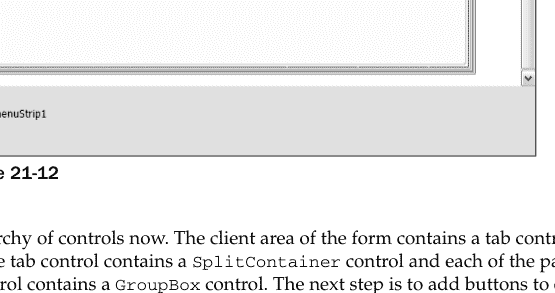 enuStrip1
e 21-12
rchy of controls now. The client area of the form contains a tab contr
e tab control contains a SplitContainer control and each of the pa
rol contains a GroupBox control. The next step is to add buttons to